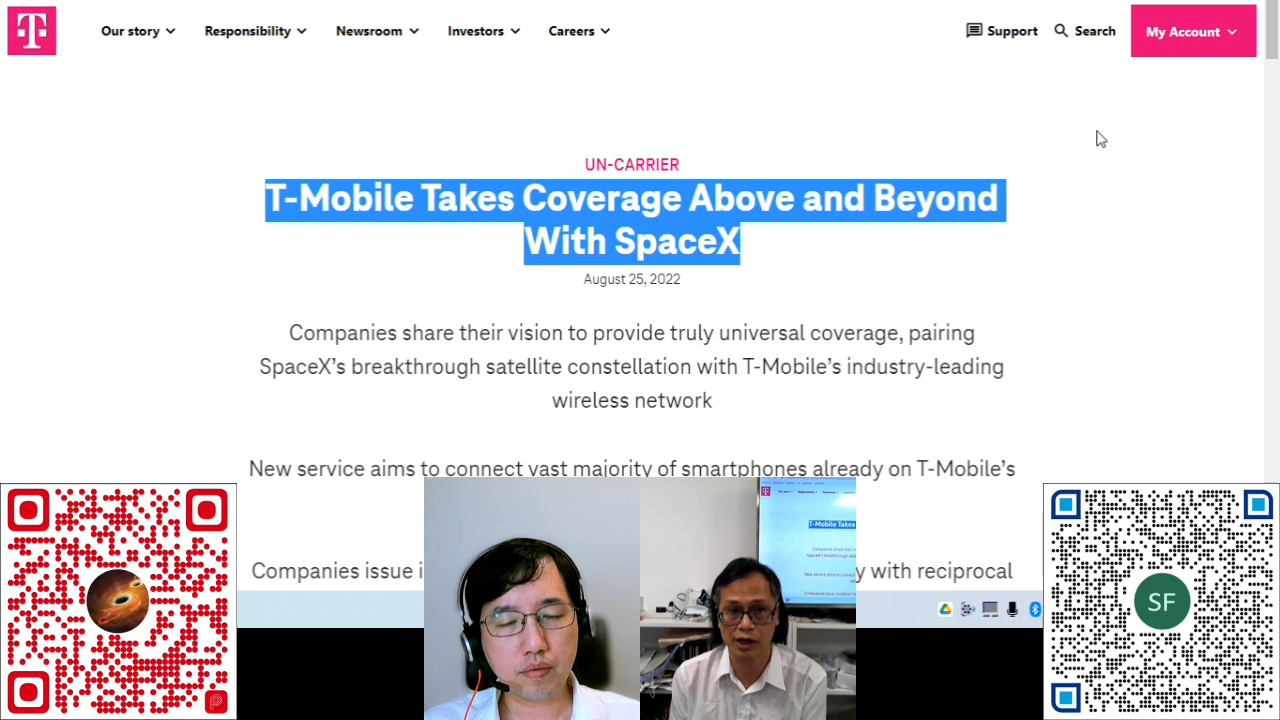 T
Our story
Responsibility
Newsroom
Investors
Careers
Support
Search
My Account
UN-CARRIER
T-Mobile Takes Coverage Above and Beyond
With SpaceX
August 25, 2022
Companies share their vision to provide truly universal coverage, pairing
SpaceX’s breakthrough satellite constellation with T-Mobile’s industry-leading
wireless network
New service aims to connect vast majority of smartphones already on T-Mobile’s
Companies issue
y with reciprocal
T-Mobile Takes
SF